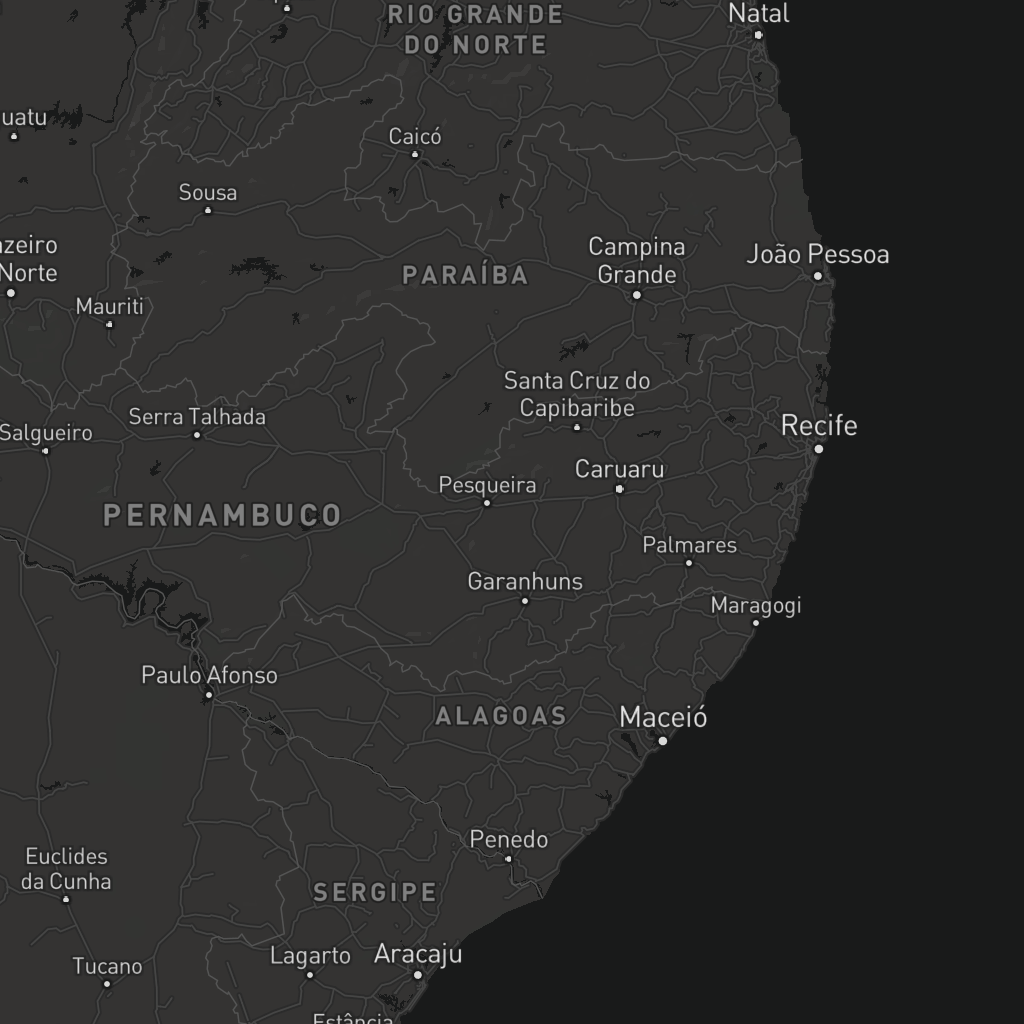 RIO GRANDE
DO NORTE
Natal
uatu
Caicó
Sousa
zeiro
Norte
Campina
Grande
João Pessoa
PARAÍBA
Mauriti
Santa Cruz do
Capibaribe
Serra Talhada
Salgueiro
Recife
Caruaru
Pesqueira
PERNAMBUCO
Palmares
Garanhuns
Maragogi
Paulo Afonso
ALAGOAS
Maceió
Penedo
Euclides
da Cunha
SERGIPE
Lagarto
Aracaju
Tucano
Estância